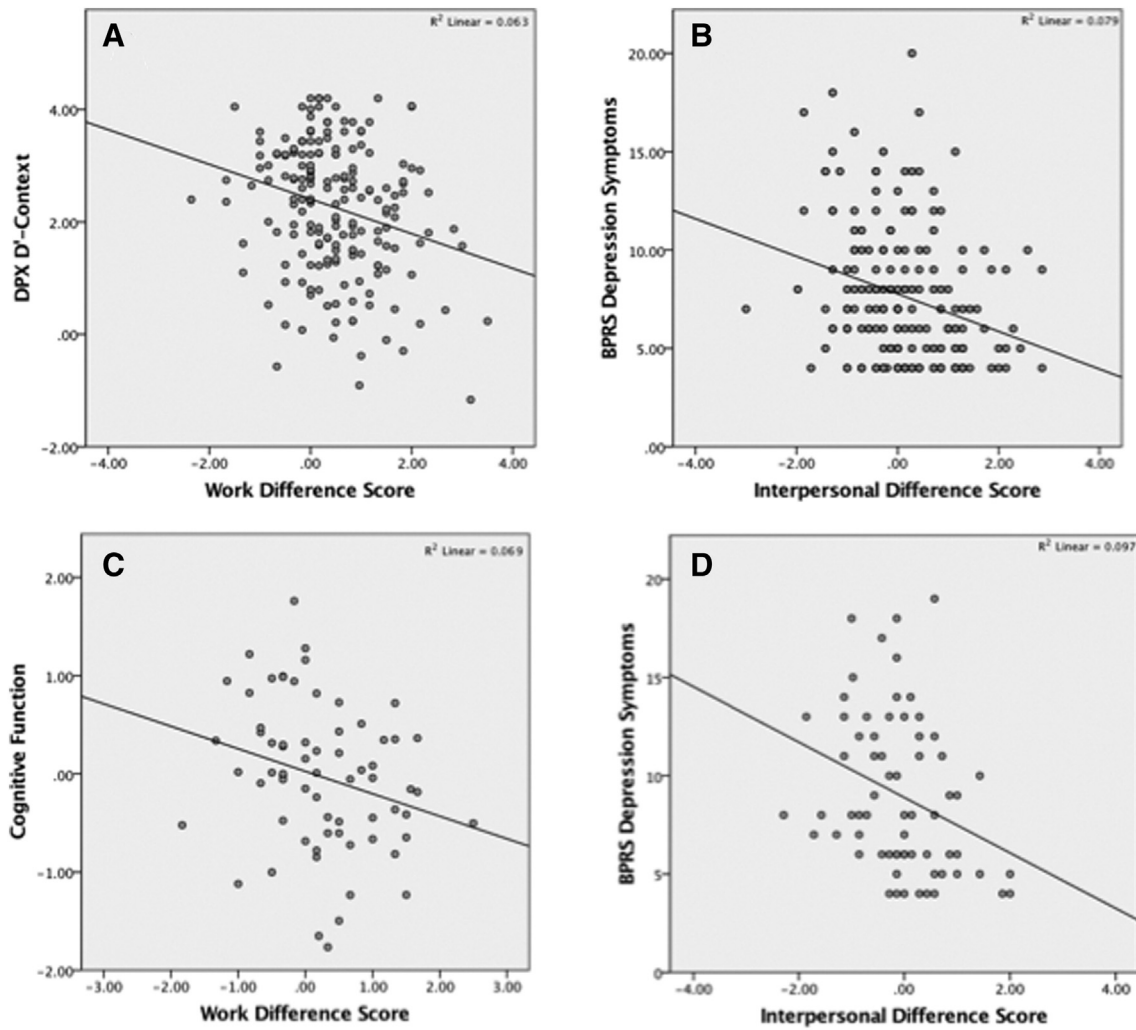 A
R² Linear = 0.063
4.00
2.00
.00
-2.00
DPX D'-Context
-4.00 -2.00 .00 2.00 4.00
Work Difference Score
B
R² Linear = 0.079
20.00
15.00
10.00
5.00
.00
BPRS Depression Symptoms
-4.00 -2.00 .00 2.00 4.00
Interpersonal Difference Score
C
R² Linear = 0.069
2.00
1.00
.00
-1.00
-2.00
Cognitive Function
-3.00 -2.00 -1.00 .00 1.00 2.00 3.00
Work Difference Score
D
R² Linear = 0.097
20
15
10
5
0
BPRS Depression Symptoms
-4.00 -2.00 .00 2.00 4.00
Interpersonal Difference Score